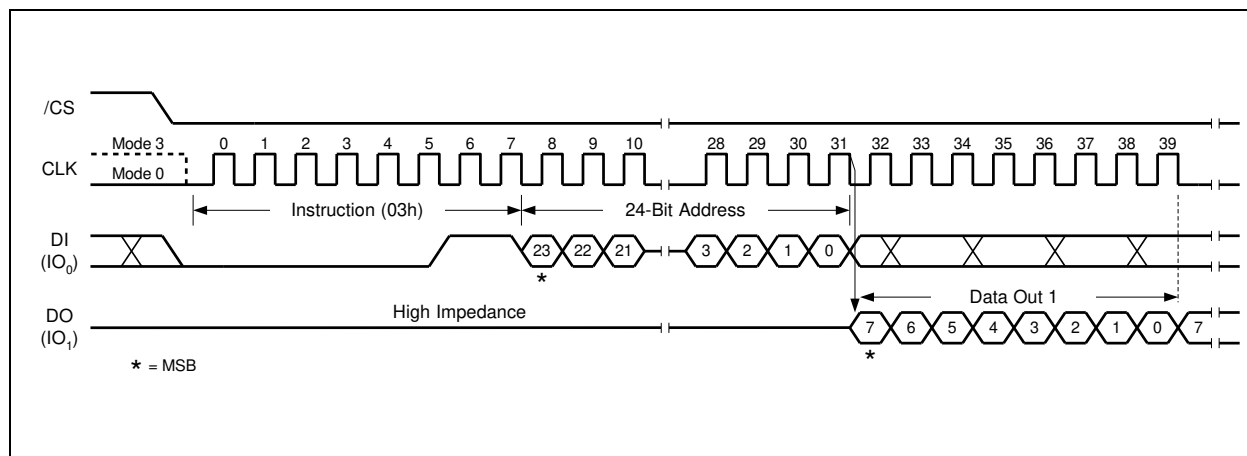 /CS
Mode 3 0 1 2 3 4 5 6 7 8 9 10 28 29 30 31 32 33 34 35 36 37 38 39
CLK
Mode 0
Instruction (03h) 24-Bit Address
DI
(IO0)
23 22 21 3 2 1 0
*
High Impedance Data Out 1
DO
(IO1)
7 6 5 4 3 2 1 0 7
*
* = MSB